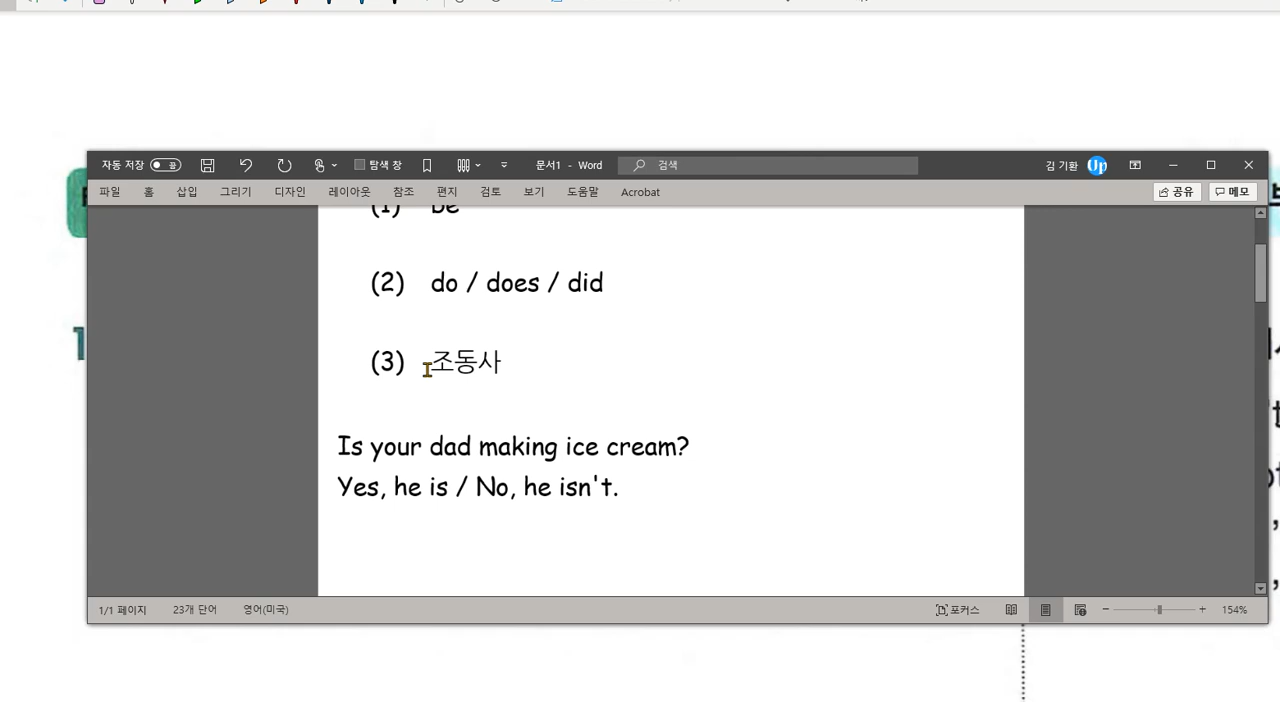 자동 저장 끔 탐색 창 문서1 - Word 검색 김 기환
파일 홈 삽입 그리기 디자인 레이아웃 참조 편지 검토 보기 도움말 Acrobat 공유 메모
(1) be
(2) do / does / did
(3) 조동사
Is your dad making ice cream?
Yes, he is / No, he isn't.
1/1 페이지 23개 단어 영어(미국) 포커스 154%